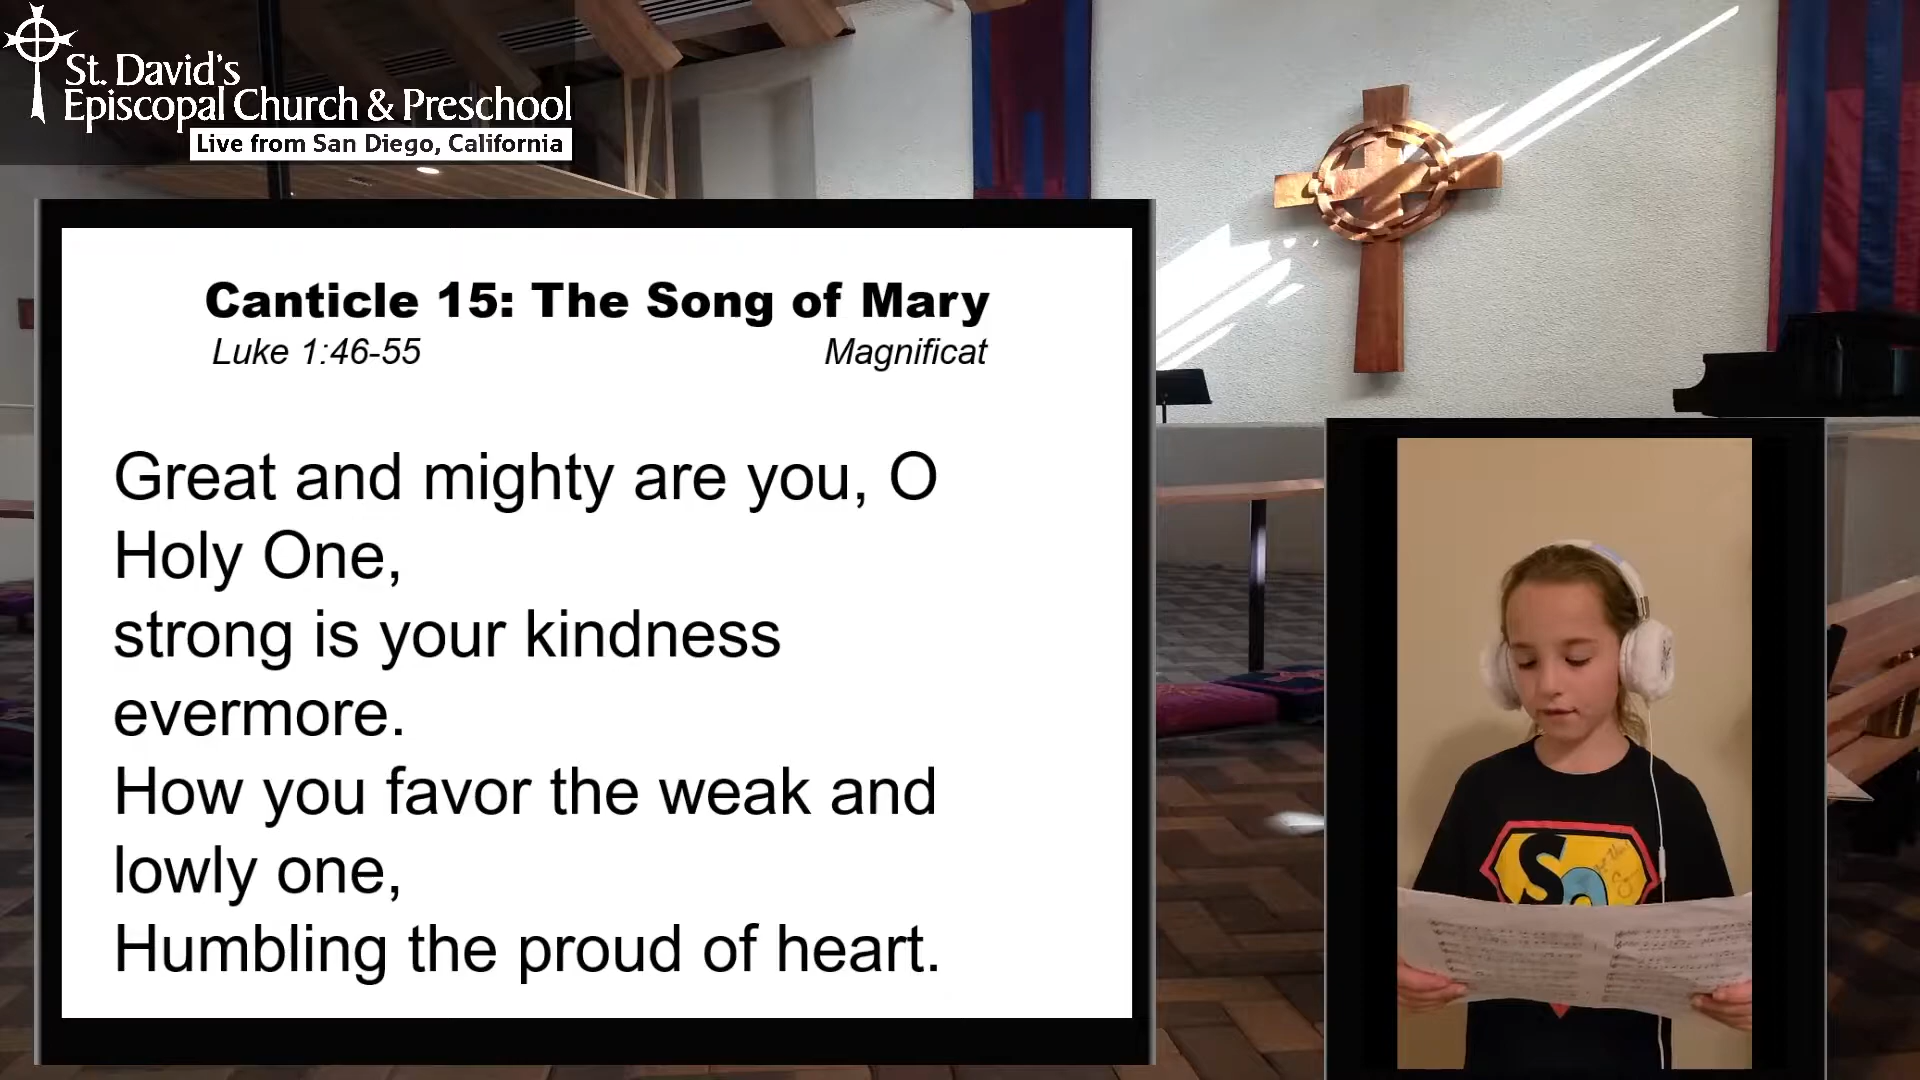 St. David's
Episcopal Church & Preschool
Live from San Diego, California
Canticle 15: The Song of Mary
Luke 1:46-55 Magnificat
Great and mighty are you, O
Holy One,
strong is your kindness
evermore.
How you favor the weak and
lowly one,
Humbling the proud of heart.